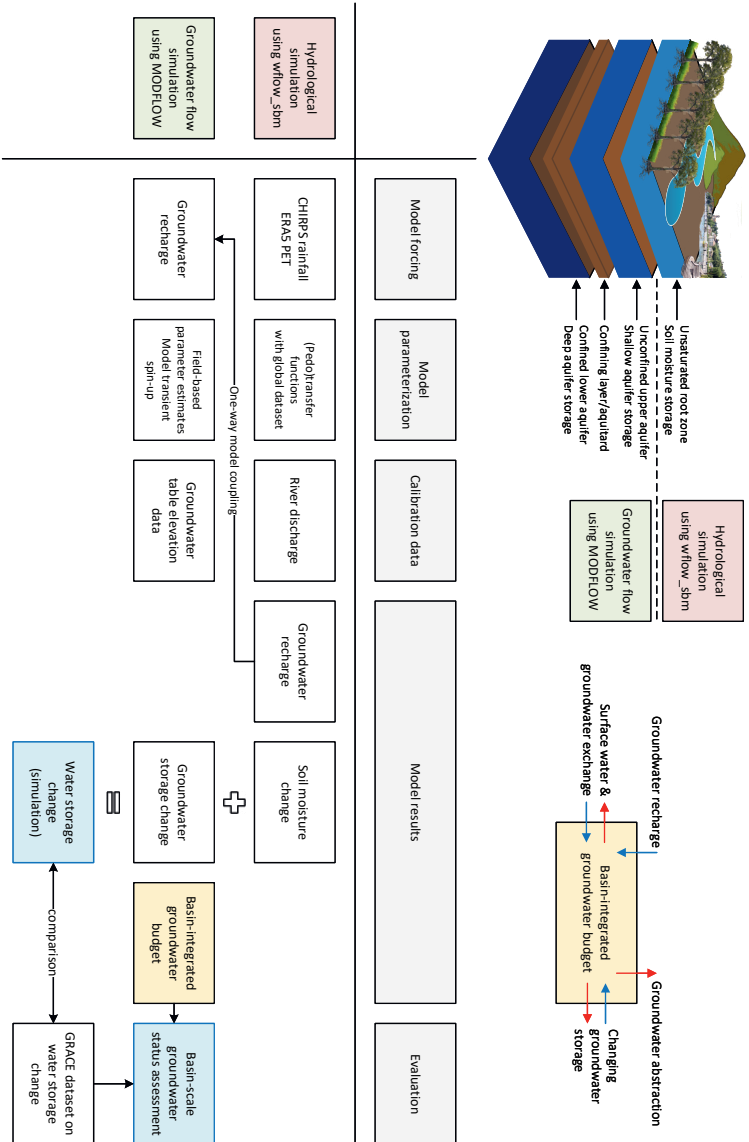 Unsaturated root zone
Soil moisture storage
Unconfined upper aquifer
Shallow aquifer storage
Confining layer/aquitard
Confined lower aquifer
Deep aquifer storage
Hydrological
simulation
using wflow_sbm
Groundwater flow
simulation
using MODFLOW
Groundwater recharge
Groundwater abstraction
Basin-integrated
groundwater budget
Surface water &
groundwater exchange
Changing
groundwater
storage
Model forcing
Model
parameterization
Calibration data
Model results
Evaluation
Hydrological
simulation
using wflow_sbm
CHIRPS rainfall
ERA5 PET
(Pedo)transfer
functions
with global dataset
River discharge
Groundwater
recharge
Soil moisture
change
One-way model coupling
Groundwater flow
simulation
using MODFLOW
Groundwater
recharge
Field-based
parameter estimates
Model transient
spin-up
Groundwater
table elevation
data
Groundwater
storage change
Basin-integrated
groundwater
budget
Basin-scale
groundwater
status assessment
Water storage
change
(simulation)
comparison
GRACE dataset on
water storage
change